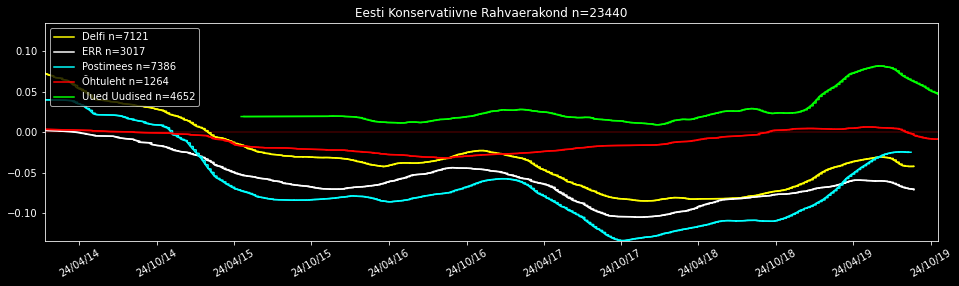 Eesti Konservatiivne Rahvaerakond n=23440
Delfi n=7121
ERR n=3017
Postimees n=7386
Õhtuleht n=1264
Uued Uudised n=4652
0.10
0.05
0.00
−0.05
−0.10
24/04/14
24/10/14
24/04/15
24/10/15
24/04/16
24/10/16
24/04/17
24/10/17
24/04/18
24/10/18
24/04/19
24/10/19